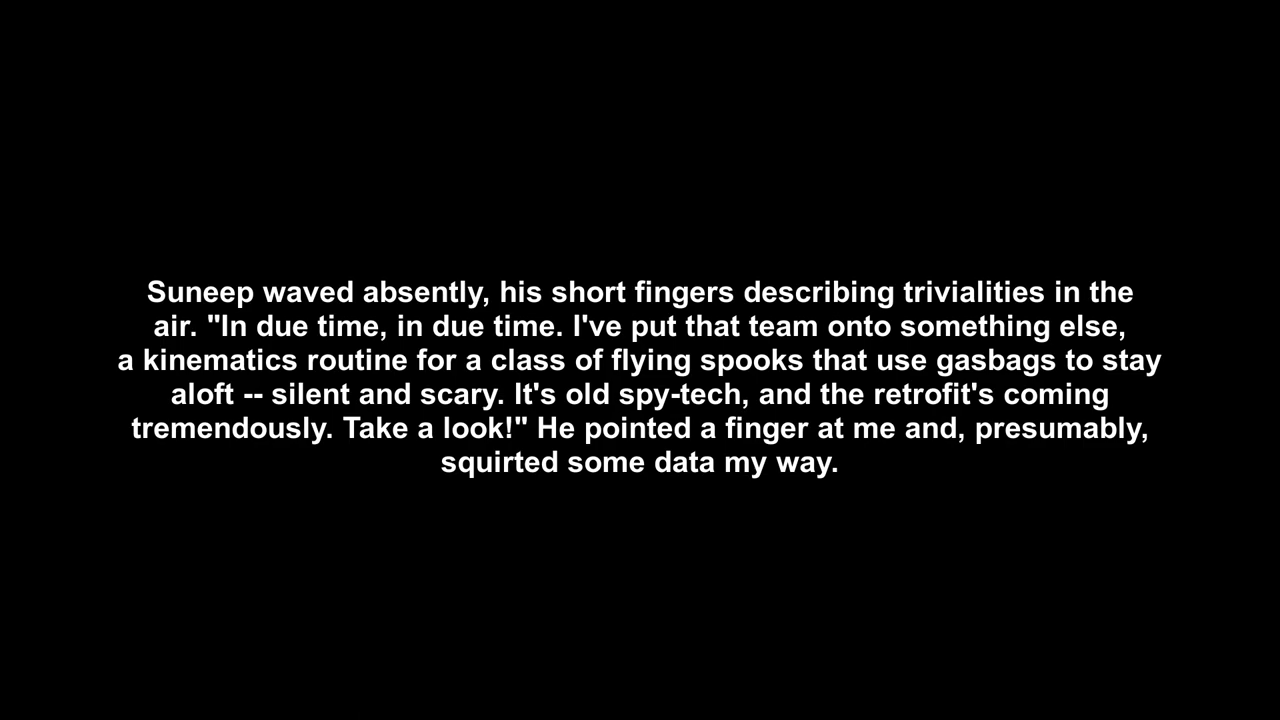 Suneep waved absently, his short fingers describing trivialities in the
air. "In due time, in due time. I've put that team onto something else,
a kinematics routine for a class of flying spooks that use gasbags to stay
aloft -- silent and scary. It's old spy-tech, and the retrofit's coming
tremendously. Take a look!" He pointed a finger at me and, presumably,
squirted some data my way.